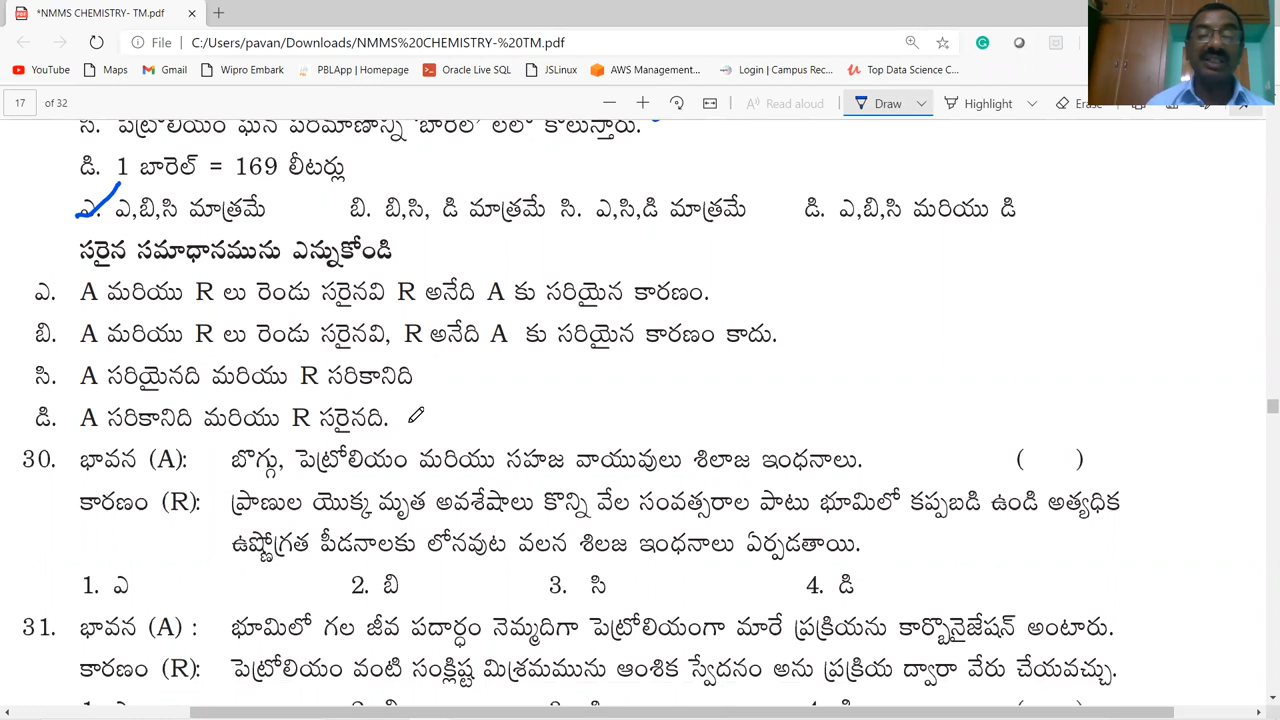 *NMMS CHEMISTRY- TM.pdf
File C:/Users/pavan/Downloads/NMMS%20CHEMISTRY-%20TM.pdf
YouTube Maps Gmail Wipro Embark PBLApp | Homepage Oracle Live SQL JSLinux AWS Management... Login | Campus Rec... Top Data Science C...
17 of 32 Read aloud Draw Highlight Erase
సి. పెట్రోలియం ఘన పరిమాణాన్ని 'బారెల్' లలో కొలుస్తారు.
డి. 1 బారెల్ = 169 లీటర్లు
ఎ. ఎ,బి,సి మాత్రమే బి. బి,సి, డి మాత్రమే సి. ఎ,సి,డి మాత్రమే డి. ఎ,బి,సి మరియు డి
సరైన సమాధానమును ఎన్నుకోండి
ఎ. A మరియు R లు రెండు సరైనవి R అనేది A కు సరియైన కారణం.
బి. A మరియు R లు రెండు సరైనవి, R అనేది A కు సరియైన కారణం కాదు.
సి. A సరియైనది మరియు R సరికానిది
డి. A సరికానిది మరియు R సరైనది.
30. భావన (A): బొగ్గు, పెట్రోలియం మరియు సహజ వాయువులు శిలాజ ఇంధనాలు. ( )
కారణం (R): ప్రాణుల యొక్క మృత అవశేషాలు కొన్ని వేల సంవత్సరాల పాటు భూమిలో కప్పబడి ఉండి అత్యధిక
ఉష్ణోగ్రత పీడనాలకు లోనవుట వలన శిలజ ఇంధనాలు ఏర్పడతాయి.
1. ఎ 2. బి 3. సి 4. డి
31. భావన (A) : భూమిలో గల జీవ పదార్ధం నెమ్మదిగా పెట్రోలియంగా మారే ప్రక్రియను కార్బొనైజేషన్ అంటారు.
కారణం (R): పెట్రోలియం వంటి సంక్లిష్ట మిశ్రమమును ఆంశిక స్వేదనం అను ప్రక్రియ ద్వారా వేరు చేయవచ్చు.